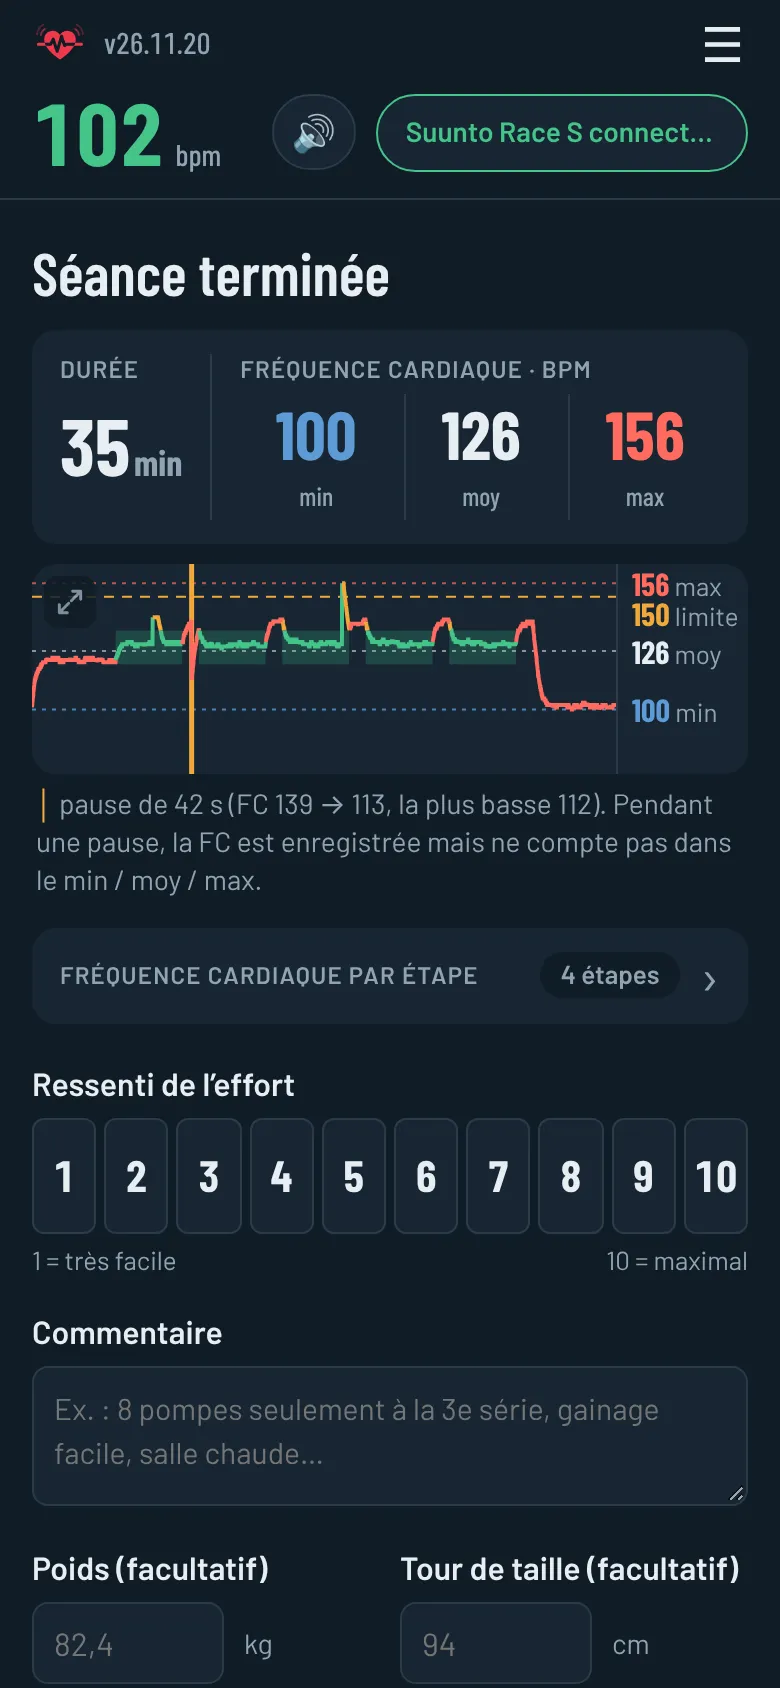 v26.11.20
102 bpm
Suunto Race S connect...
Séance terminée
DURÉE
35 min
FRÉQUENCE CARDIAQUE · BPM
100
min
126
moy
156
max
156 max
150 limite
126 moy
100 min
pause de 42 s (FC 139 → 113, la plus basse 112). Pendant
une pause, la FC est enregistrée mais ne compte pas dans
le min / moy / max.
FRÉQUENCE CARDIAQUE PAR ÉTAPE
4 étapes
Ressenti de l'effort
1 2 3 4 5 6 7 8 9 10
1 = très facile
10 = maximal
Commentaire
Ex. : 8 pompes seulement à la 3e série, gainage
facile, salle chaude...
Poids (facultatif)
82,4 kg
Tour de taille (facultatif)
94 cm